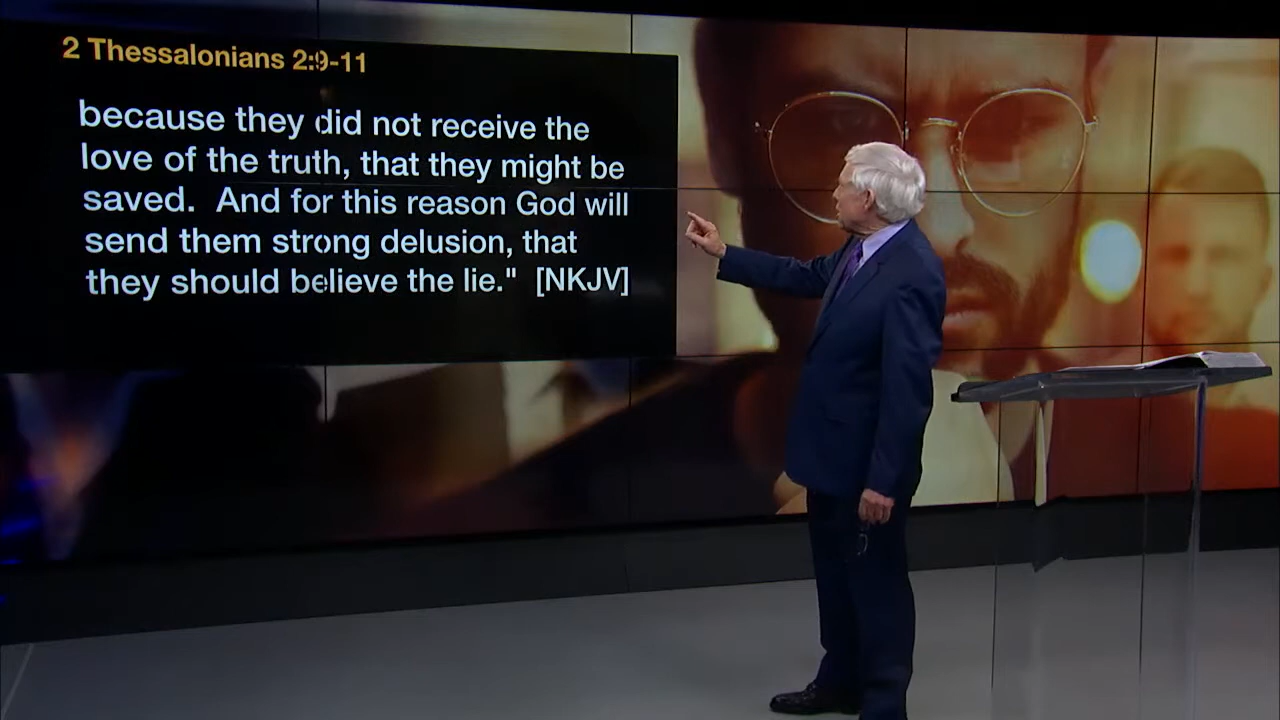 2 Thessalonians 2:9-11
because they did not receive the
love of the truth, that they might be
saved.  And for this reason God will
send them strong delusion, that
they should believe the lie."  [NKJV]